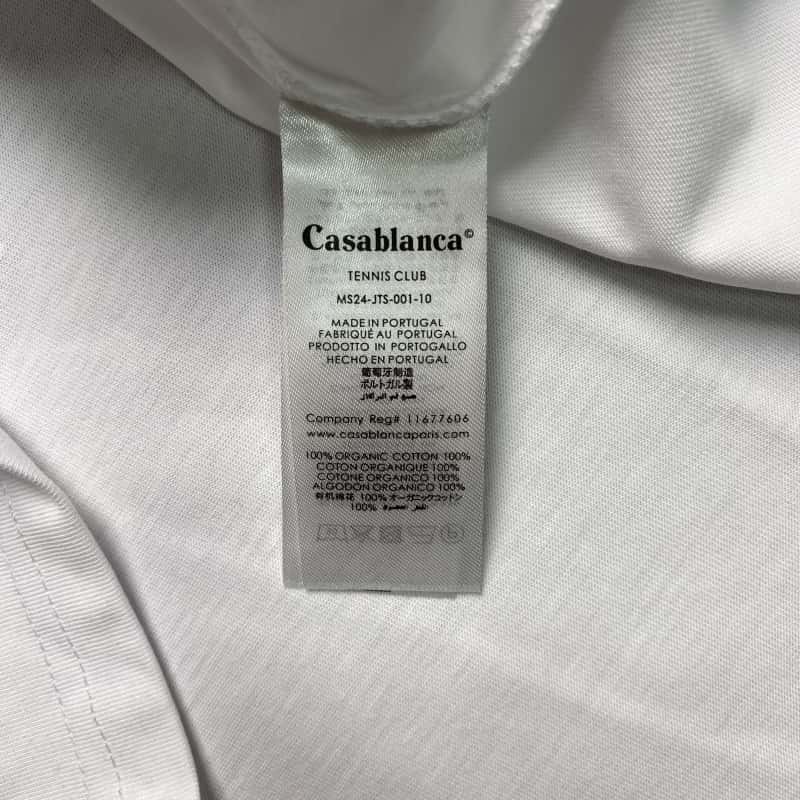 Casablanca©
TENNIS CLUB
MS24-JTS-001-10
MADE IN PORTUGAL
FABRIQUÉ AU PORTUGAL
PRODOTTO IN PORTOGALLO
HECHO EN PORTUGAL
葡萄牙制造
ポルトガル製
Company Reg# 11677606
www.casablancaparis.com
100% ORGANIC COTTON 100%
COTON ORGANIQUE 100%
COTONE ORGANICO 100%
ALGODÓN ORGANICO 100%
有机棉花 100% オーガニックコットン
100%